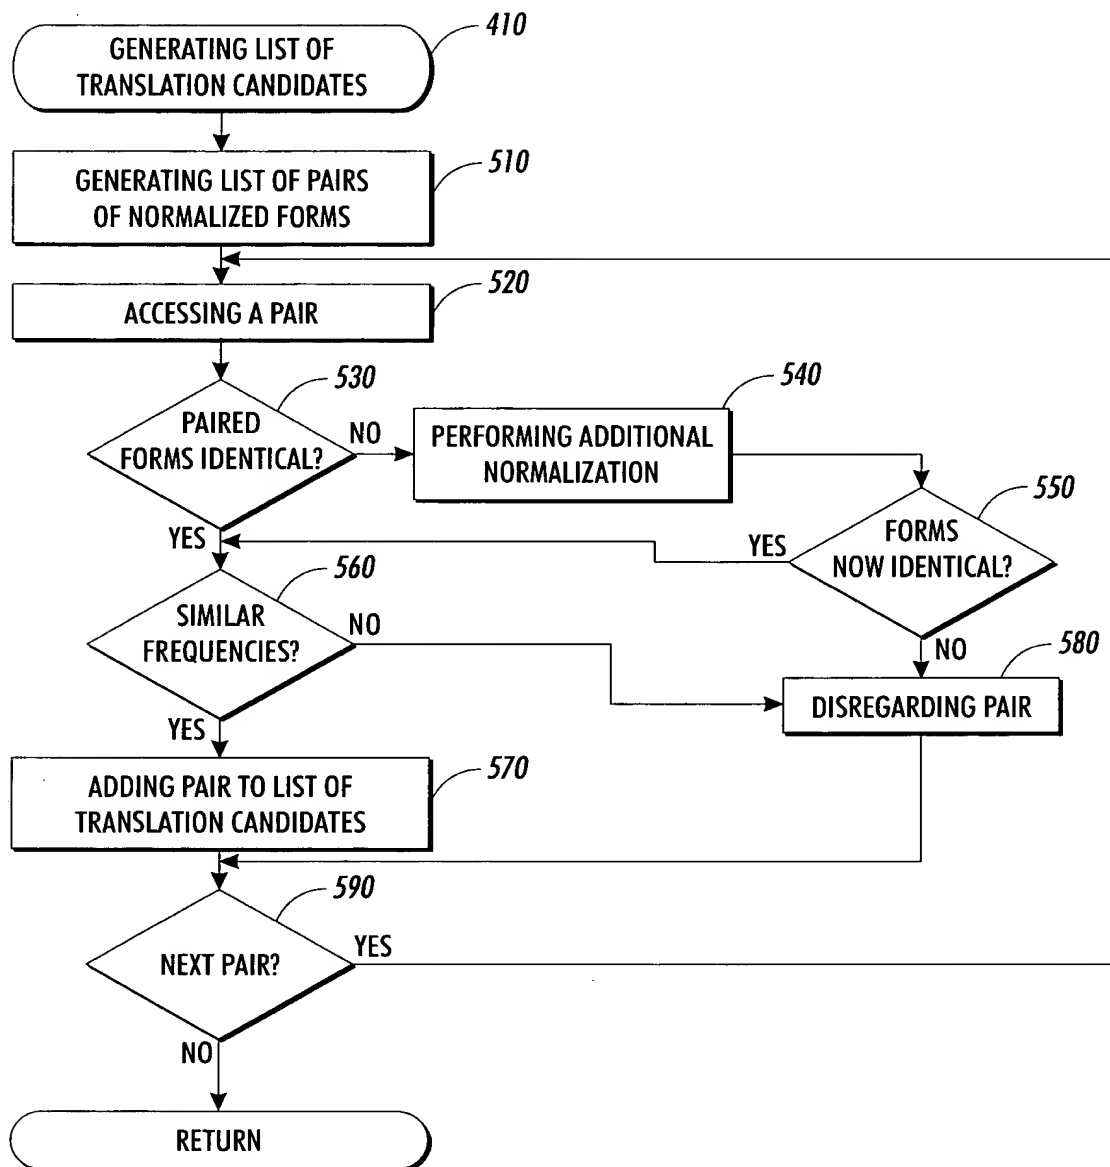 410
GENERATING LIST OF
TRANSLATION CANDIDATES
510
GENERATING LIST OF PAIRS
OF NORMALIZED FORMS
520
ACCESSING A PAIR
530
PAIRED
FORMS IDENTICAL?
NO
540
PERFORMING ADDITIONAL
NORMALIZATION
550
FORMS
NOW IDENTICAL?
YES
YES
560
SIMILAR
FREQUENCIES?
NO
NO
580
DISREGARDING PAIR
YES
570
ADDING PAIR TO LIST OF
TRANSLATION CANDIDATES
590
NEXT PAIR?
YES
NO
RETURN